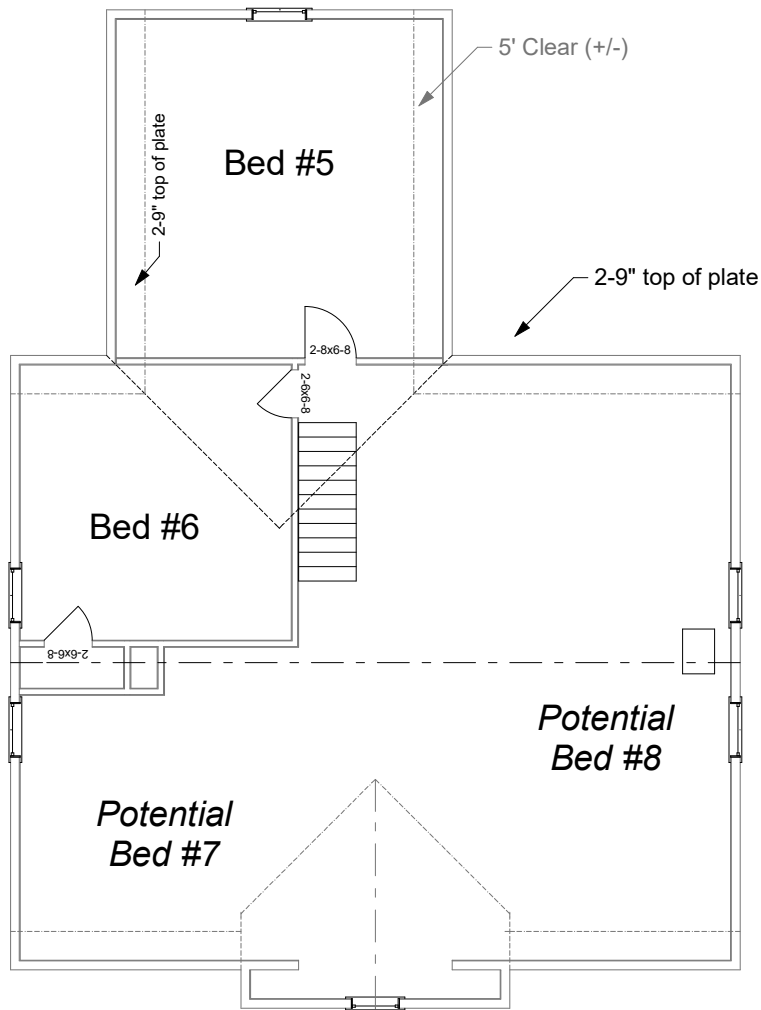 5' Clear (+/-)
2-9" top of plate
Bed #5
2-9" top of plate
2-8x6-8
2-6x6-8
Bed #6
2-6x6-8
Potential
Bed #8
Potential
Bed #7